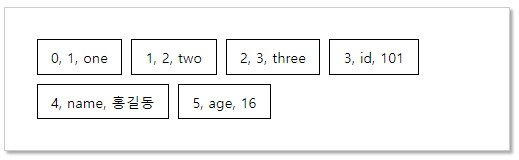 0, 1, one 1, 2, two 2, 3, three 3, id, 101
4, name, 홍길동 5, age, 16